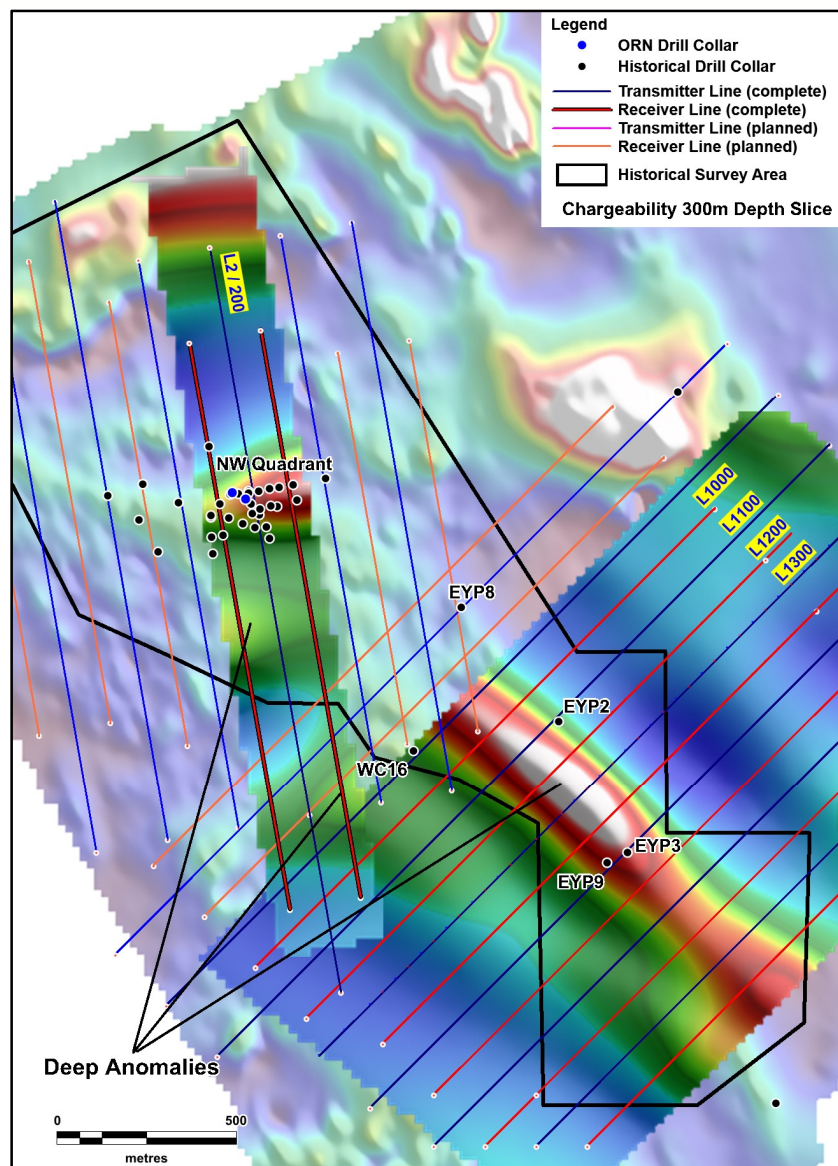 Legend
ORN Drill Collar
Historical Drill Collar
Transmitter Line (complete)
Receiver Line (complete)
Transmitter Line (planned)
Receiver Line (planned)
Historical Survey Area
Chargeability 300m Depth Slice
L2 / 200
NW Quadrant
L1000
L1100
L1200
L1300
EYP8
EYP2
WC16
EYP3
EYP9
Deep Anomalies
0 500
metres